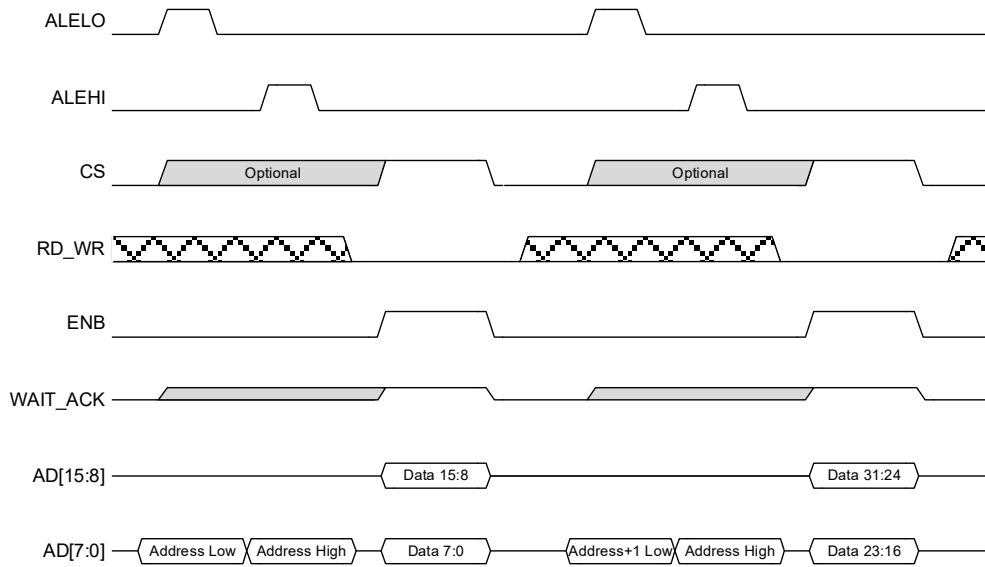 ALELO
ALEHI
CS Optional Optional
RD_WR
ENB
WAIT_ACK
AD[15:8] Data 15:8 Data 31:24
AD[7:0] Address Low Address High Data 7:0 Address+1 Low Address High Data 23:16